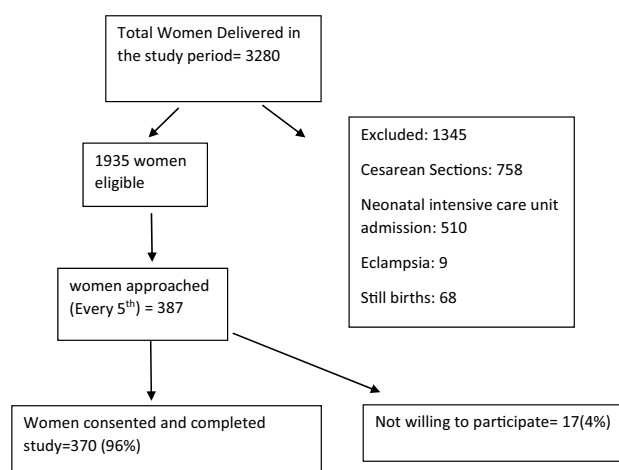 Total Women Delivered in
the study period= 3280
1935 women
eligible
Excluded: 1345
Cesarean Sections: 758
Neonatal intensive care unit
admission: 510
Eclampsia: 9
Still births: 68
women approached
(Every 5th) = 387
Women consented and completed
study=370 (96%)
Not willing to participate= 17(4%)